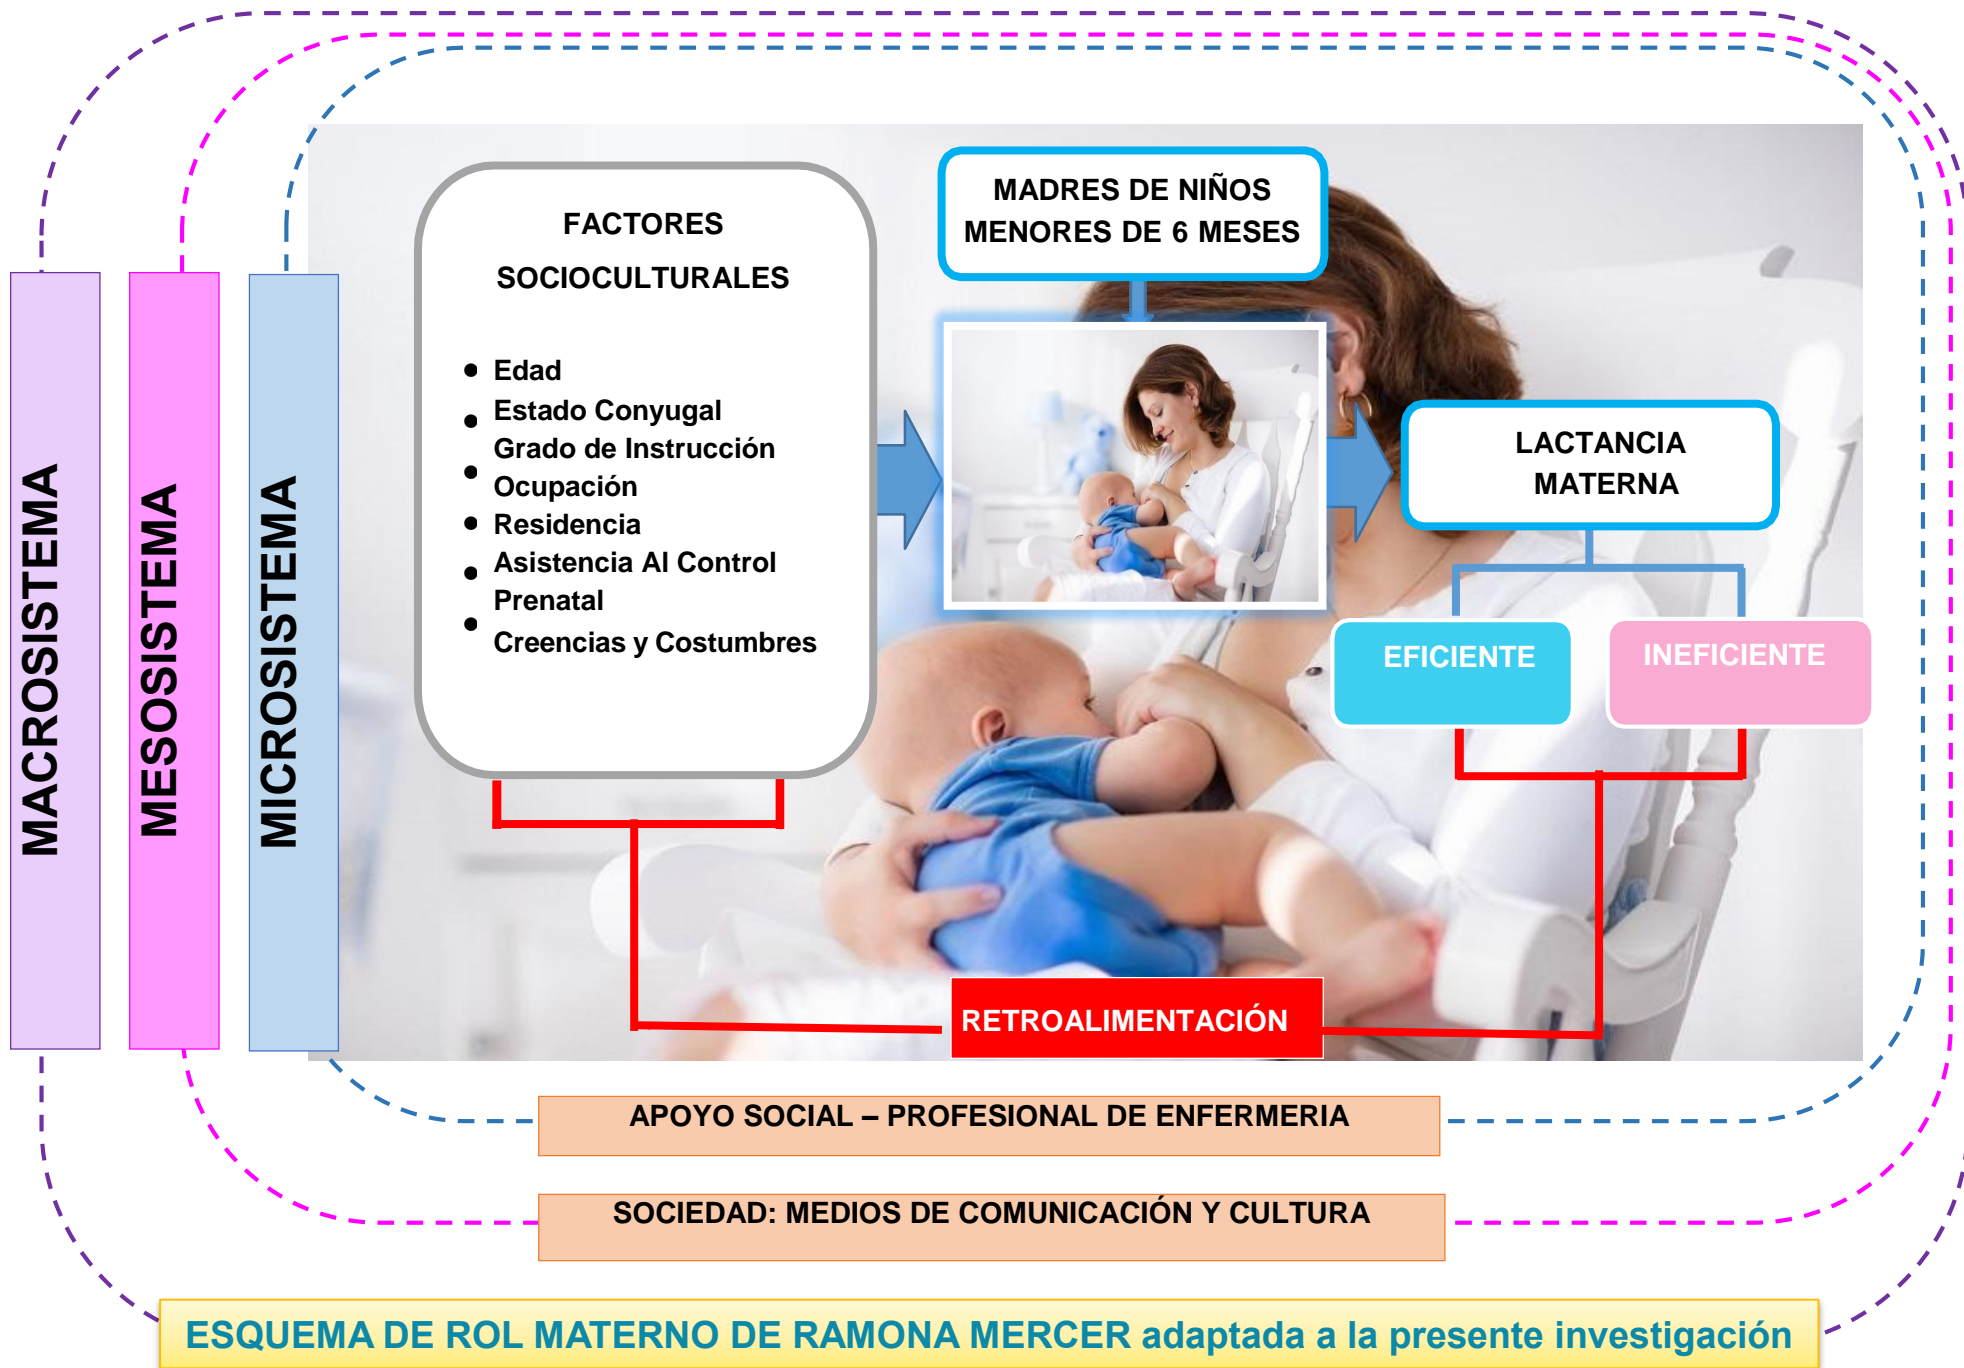 MACROSISTEMA
MESOSISTEMA
MICROSISTEMA
FACTORES
SOCIOCULTURALES
• Edad
• Estado Conyugal
Grado de Instrucción
• Ocupación
• Residencia
• Asistencia Al Control
Prenatal
• Creencias y Costumbres
MADRES DE NIÑOS
MENORES DE 6 MESES
LACTANCIA
MATERNA
EFICIENTE
INEFICIENTE
RETROALIMENTACIÓN
APOYO SOCIAL – PROFESIONAL DE ENFERMERIA
SOCIEDAD: MEDIOS DE COMUNICACIÓN Y CULTURA
ESQUEMA DE ROL MATERNO DE RAMONA MERCER adaptada a la presente investigación